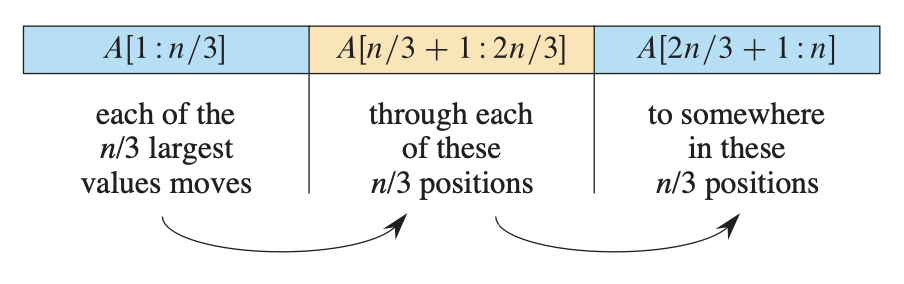 A[1:n/3] A[n/3 + 1:2n/3] A[2n/3 + 1:n]
each of the
n/3 largest
values moves
through each
of these
n/3 positions
to somewhere
in these
n/3 positions